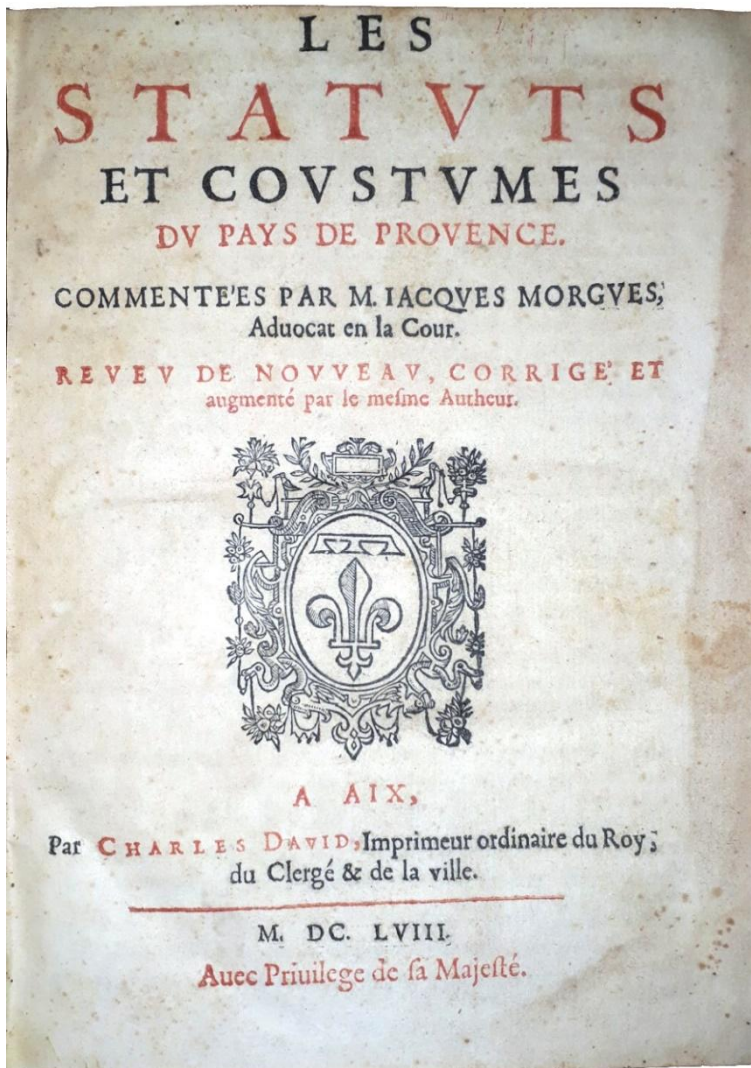 LES
STATVTS
ET COVSTVMES
DV PAYS DE PROVENCE.
COMMENTE'ES PAR M. IACQVES MORGVES,
Aduocat en la Cour.
REVEV DE NOVVEAV, CORRIGE' ET
augmenté par le meſme Autheur.
A AIX,
Par CHARLES DAVID, Imprimeur ordinaire du Roy,
du Clergé & de la ville.
M. DC. LVIII.
Auec Priuilege de ſa Majeſté.